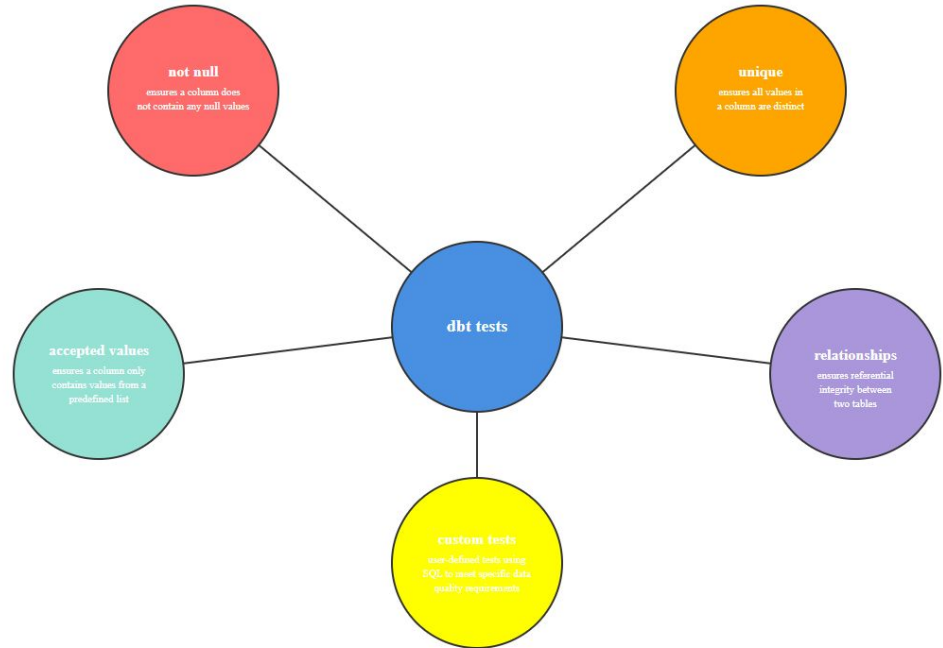 not null
ensures a column does
not contain any null values
unique
ensures all values in
a column are distinct
dbt tests
accepted values
ensures a column only
contains values from a
predefined list
relationships
ensures referential
integrity between
two tables
custom tests
user-defined tests using
SQL to meet specific data
quality requirements